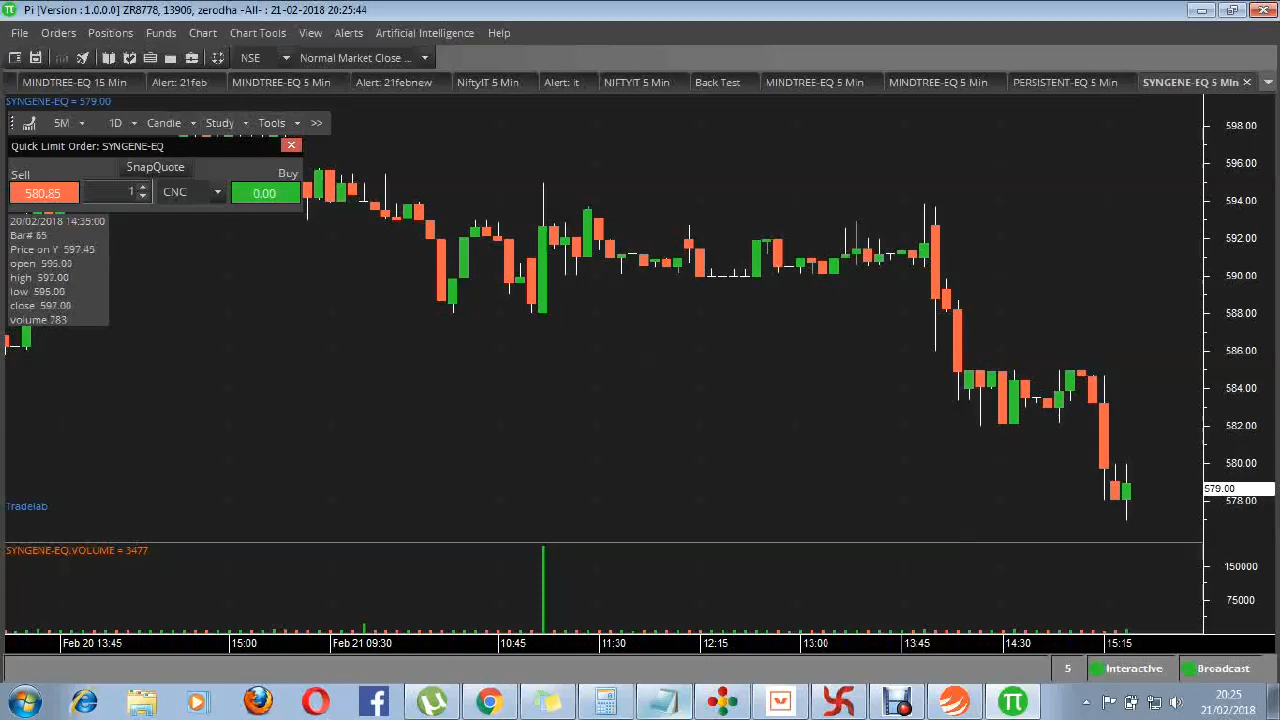 Pi [Version : 1.0.0.0] ZR8778, 13906, zerodha -All- : 21-02-2018 20:25:44
File Orders Positions Funds Chart Chart Tools View Alerts Artificial Intelligence Help
NSE Normal Market Close ...
MINDTREE-EQ 15 Min Alert: 21feb MINDTREE-EQ 5 Min Alert: 21febnew NiftyIT 5 Min Alert: it NIFTYIT 5 Min Back Test MINDTREE-EQ 5 Min MINDTREE-EQ 5 Min PERSISTENT-EQ 5 Min SYNGENE-EQ 5 Min
SYNGENE-EQ = 579.00
5M 1D Candle Study Tools >>
Quick Limit Order: SYNGENE-EQ
SnapQuote
Sell Buy
580.85 1 CNC 0.00
20/02/2018 14:35:00
Bar# 65
Price on Y 597.45
open 596.00
high 597.00
low 595.00
close 597.00
volume 783
598.00
596.00
594.00
592.00
590.00
588.00
586.00
584.00
582.00
580.00
579.00
578.00
Tradelab
SYNGENE-EQ.VOLUME = 3477
150000
75000
Feb 20 13:45 15:00 Feb 21 09:30 10:45 11:30 12:15 13:00 13:45 14:30 15:15
5 Interactive Broadcast
20:25
21/02/2018